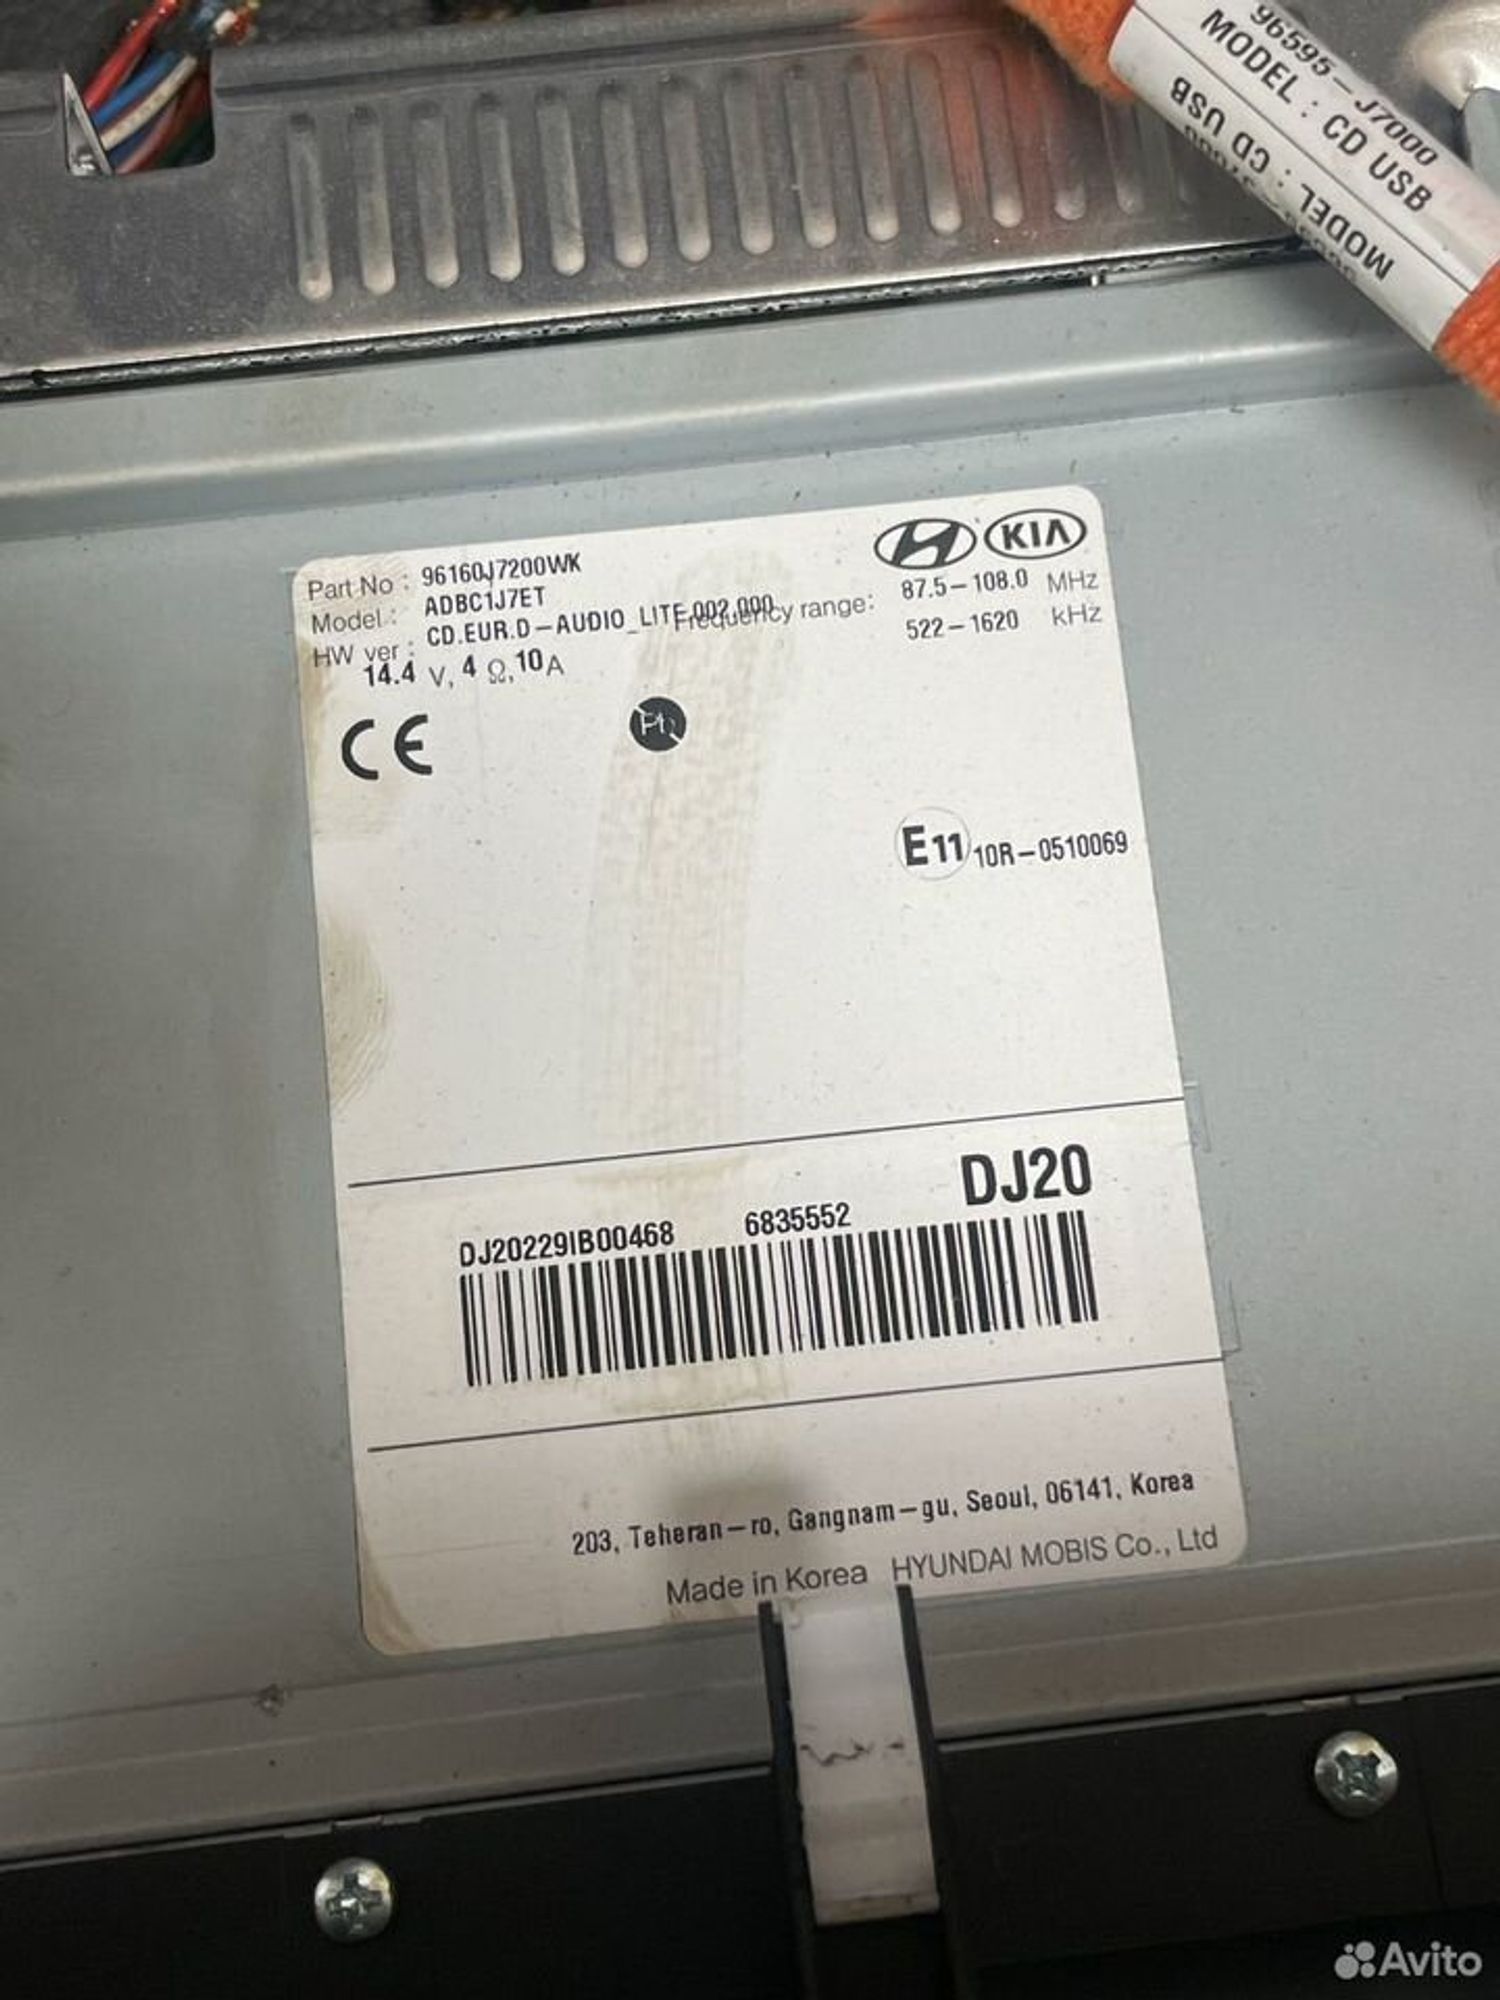 96595-J7000
MODEL : CD USB
MODEL : CD USB
KIA
Part No : 96160J7200WK
Model : ADBC1J7ET
HW ver : CD.EUR.D-AUDIO_LITE.002.000
14.4 V, 4 Ω, 10 A
Frequency range: 87.5-108.0 MHz
522-1620 kHz
CE
Pb
E11 10R-0510069
DJ20
DJ20229IB00468 6835552
203, Teheran-ro, Gangnam-gu, Seoul, 06141, Korea
Made in Korea HYUNDAI MOBIS Co., Ltd
Avito